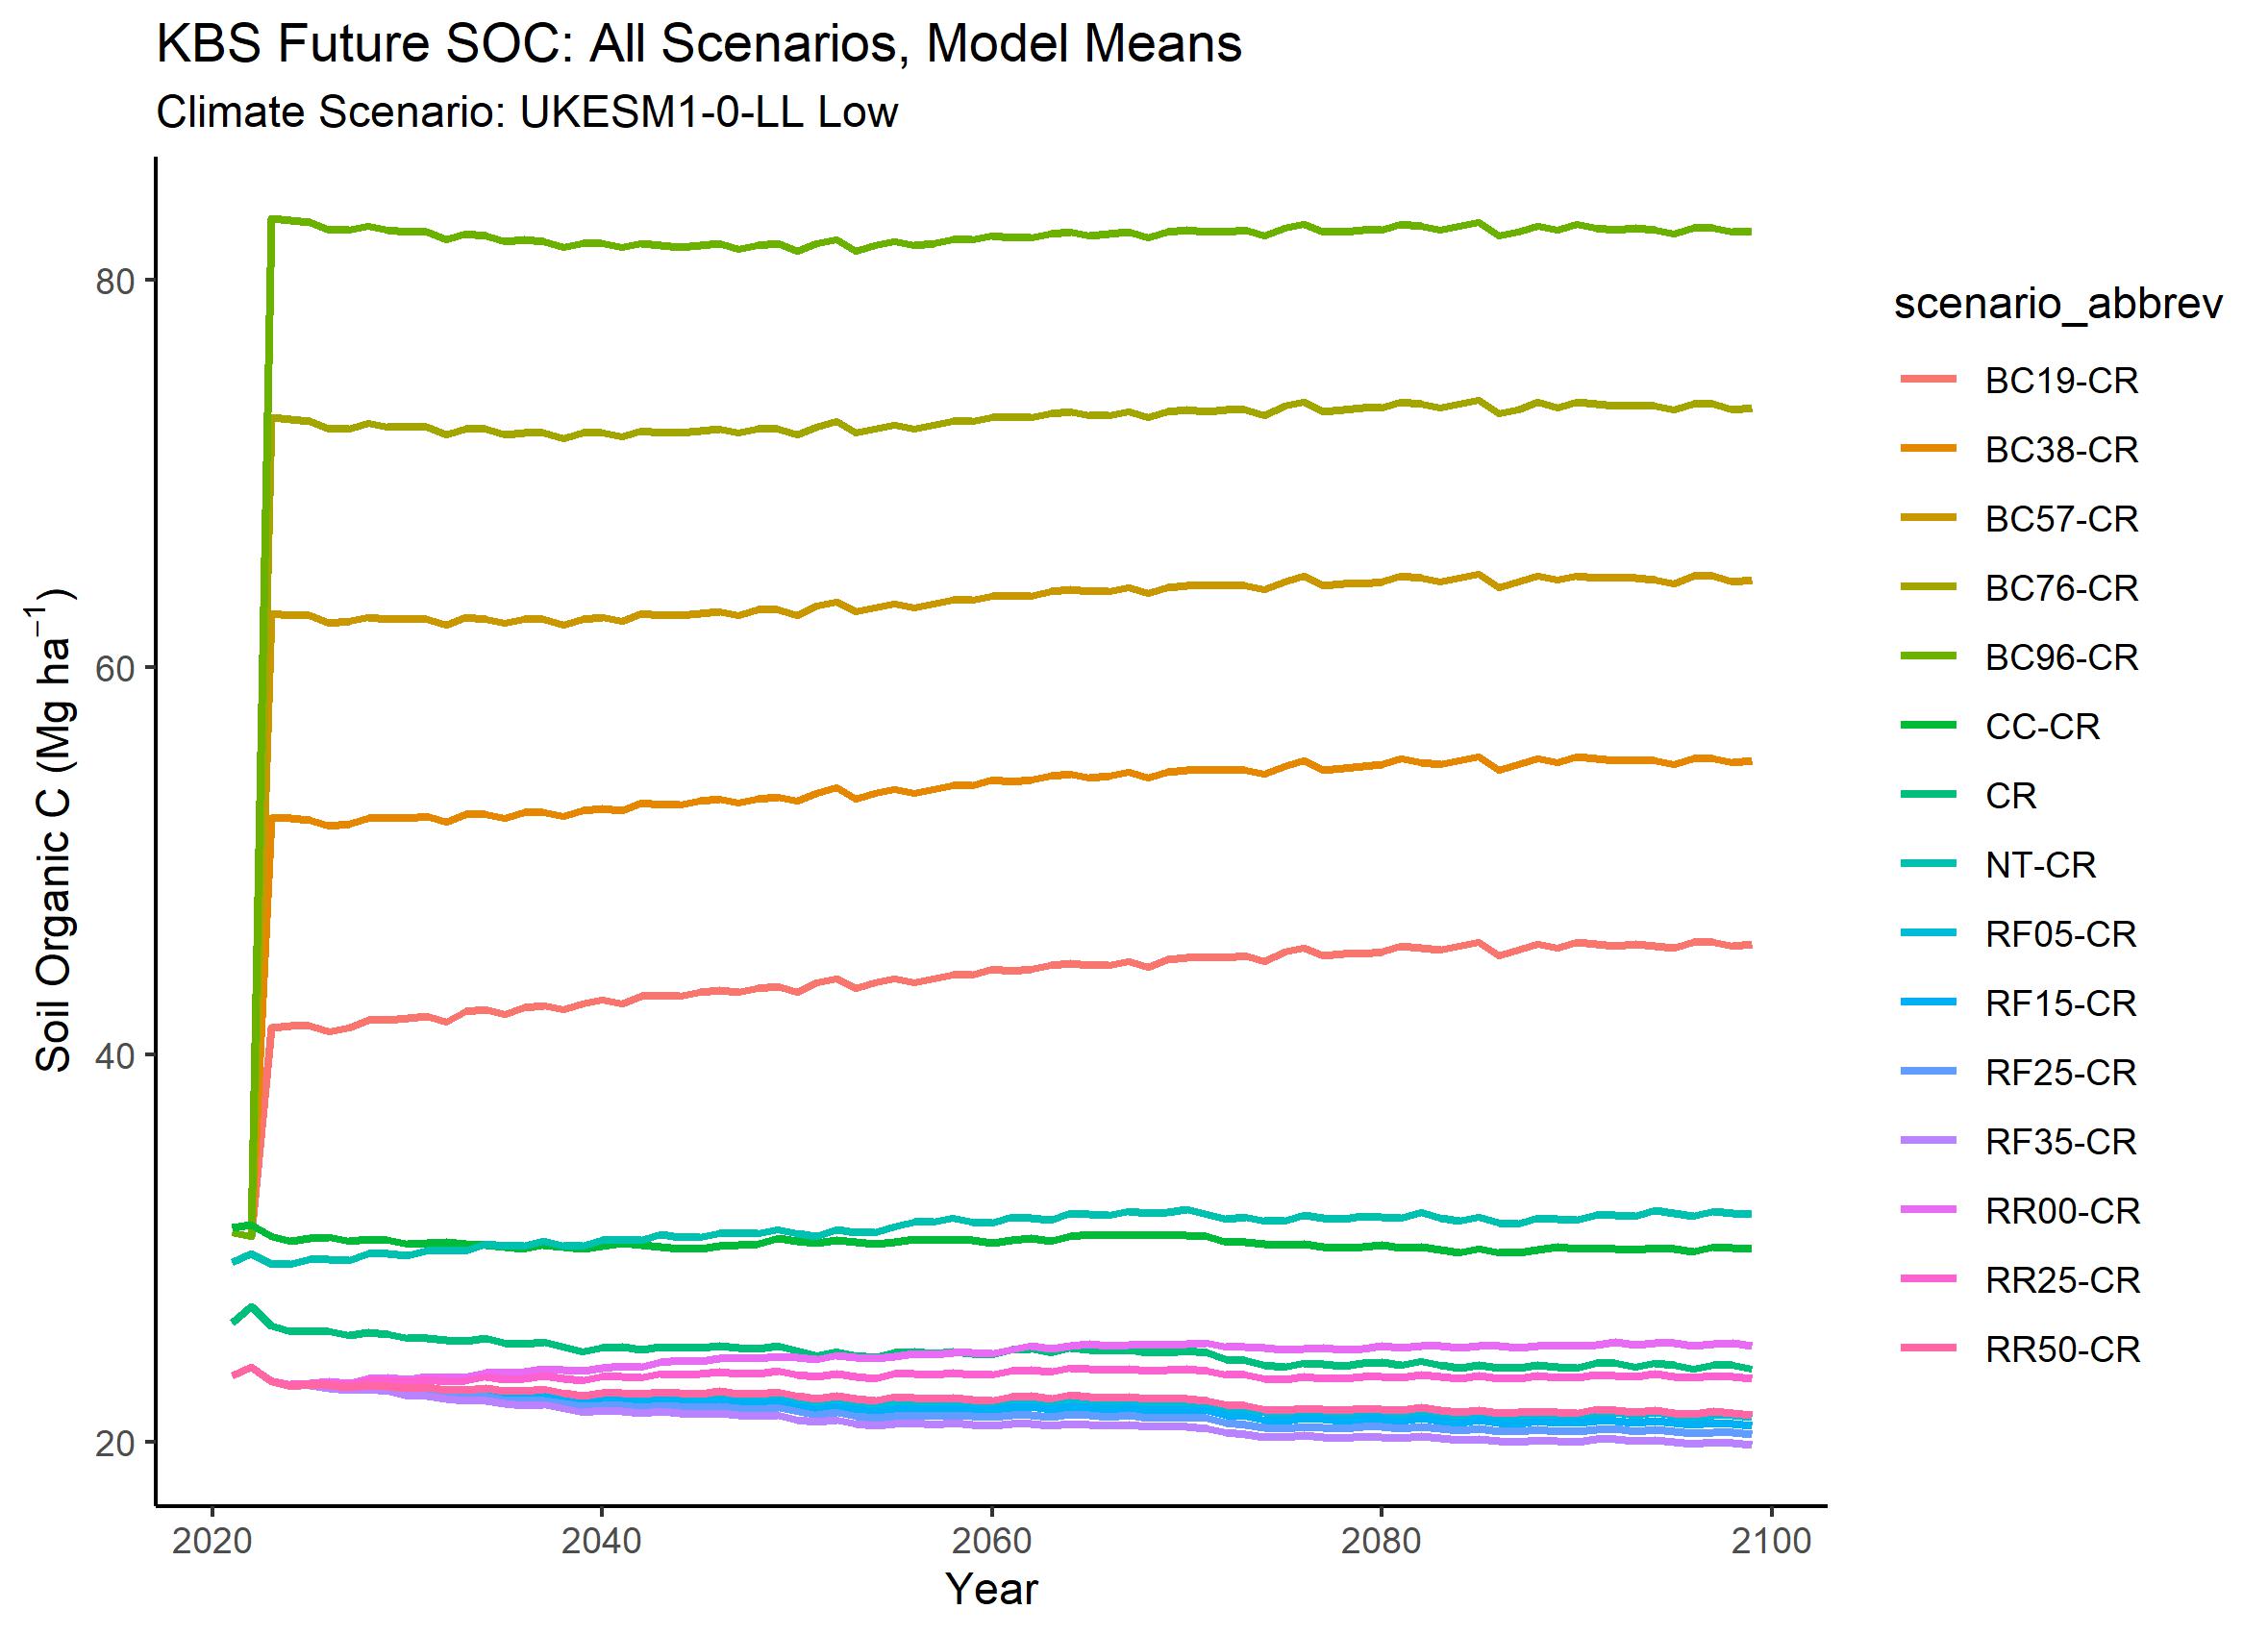 KBS Future SOC: All Scenarios, Model Means
Climate Scenario: UKESM1-0-LL Low
Soil Organic C (Mg ha⁻¹)
80
60
40
20
2020 2040 2060 2080 2100
Year
scenario_abbrev
BC19-CR
BC38-CR
BC57-CR
BC76-CR
BC96-CR
CC-CR
CR
NT-CR
RF05-CR
RF15-CR
RF25-CR
RF35-CR
RR00-CR
RR25-CR
RR50-CR